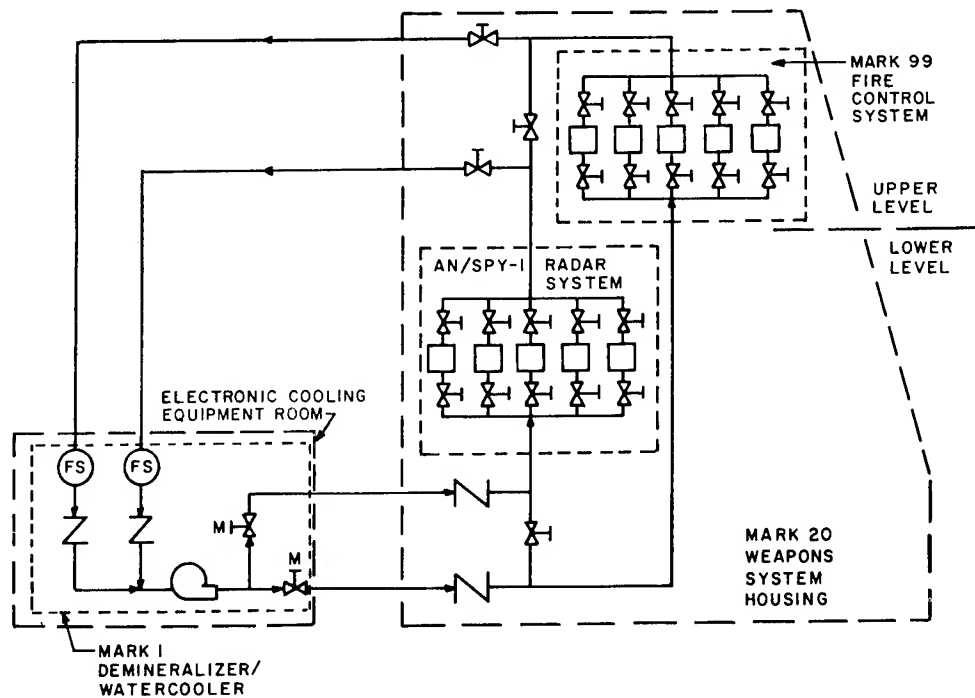 MARK 99
FIRE
CONTROL
SYSTEM
UPPER
LEVEL
LOWER
LEVEL
AN/SPY-1 RADAR
SYSTEM
ELECTRONIC COOLING
EQUIPMENT ROOM
FS
FS
M
M
MARK 20
WEAPONS
SYSTEM
HOUSING
MARK I
DEMINERALIZER/
WATERCOOLER